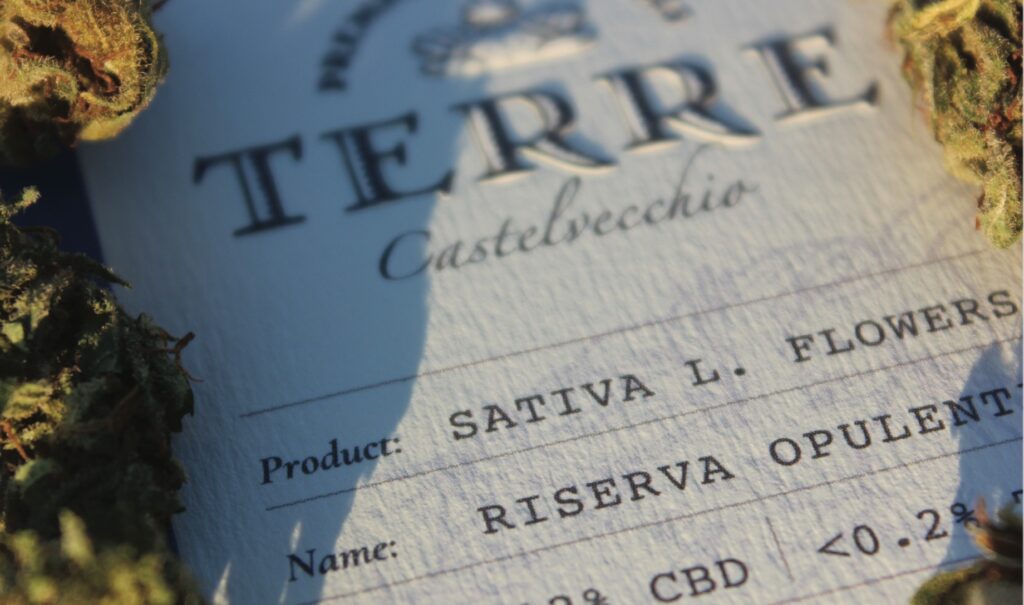 TERRE
Castelvecchio
Product: SATIVA L. FLOWERS
Name: RISERVA OPULENT
% CBD <0.2%